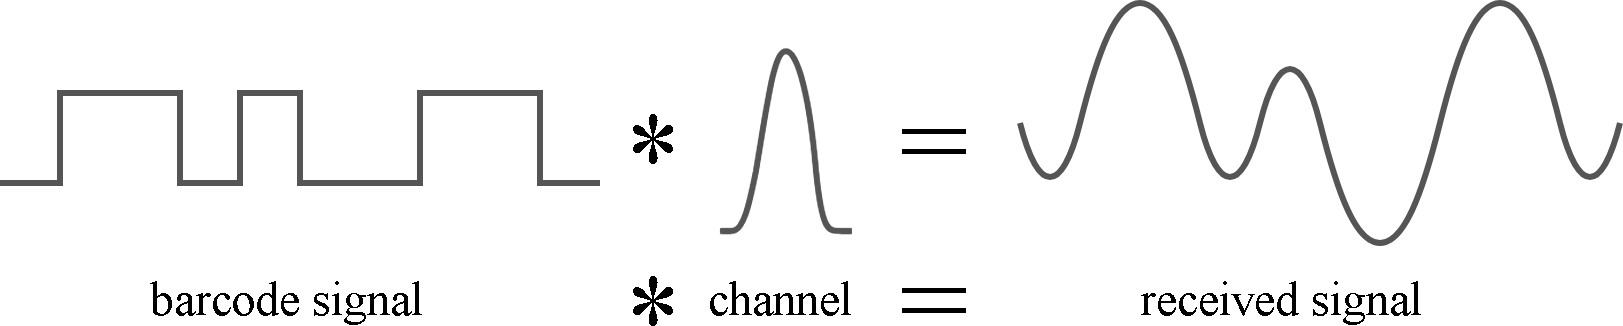 * =
barcode signal * channel = received signal